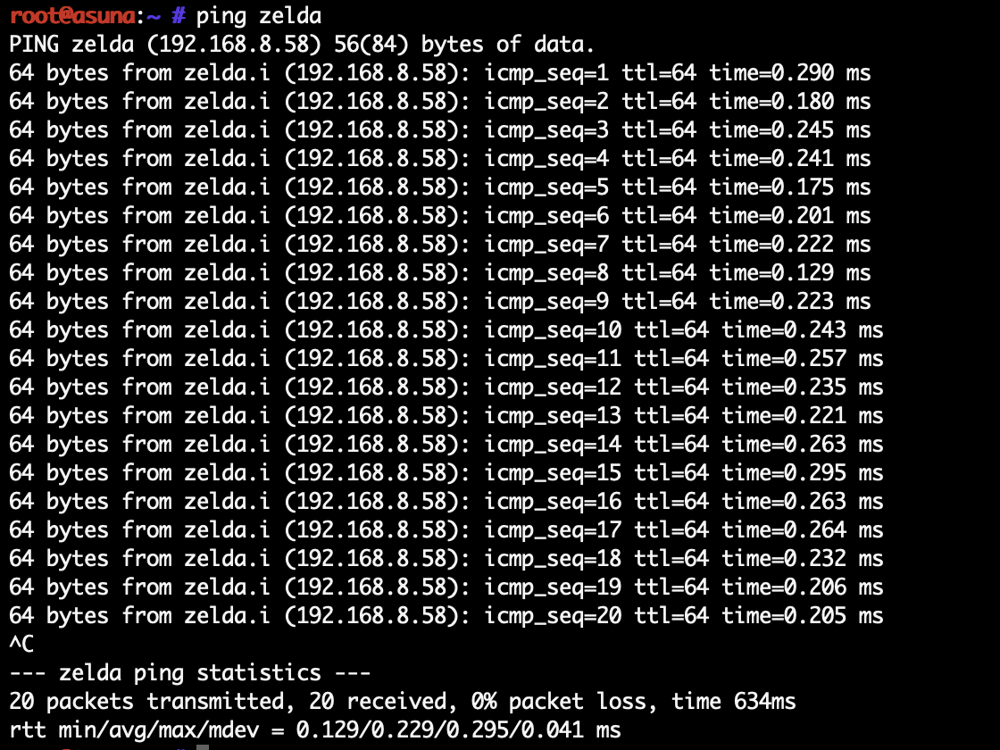 root@asuna:~ # ping zelda
PING zelda (192.168.8.58) 56(84) bytes of data.
64 bytes from zelda.i (192.168.8.58): icmp_seq=1 ttl=64 time=0.290 ms
64 bytes from zelda.i (192.168.8.58): icmp_seq=2 ttl=64 time=0.180 ms
64 bytes from zelda.i (192.168.8.58): icmp_seq=3 ttl=64 time=0.245 ms
64 bytes from zelda.i (192.168.8.58): icmp_seq=4 ttl=64 time=0.241 ms
64 bytes from zelda.i (192.168.8.58): icmp_seq=5 ttl=64 time=0.175 ms
64 bytes from zelda.i (192.168.8.58): icmp_seq=6 ttl=64 time=0.201 ms
64 bytes from zelda.i (192.168.8.58): icmp_seq=7 ttl=64 time=0.222 ms
64 bytes from zelda.i (192.168.8.58): icmp_seq=8 ttl=64 time=0.129 ms
64 bytes from zelda.i (192.168.8.58): icmp_seq=9 ttl=64 time=0.223 ms
64 bytes from zelda.i (192.168.8.58): icmp_seq=10 ttl=64 time=0.243 ms
64 bytes from zelda.i (192.168.8.58): icmp_seq=11 ttl=64 time=0.257 ms
64 bytes from zelda.i (192.168.8.58): icmp_seq=12 ttl=64 time=0.235 ms
64 bytes from zelda.i (192.168.8.58): icmp_seq=13 ttl=64 time=0.221 ms
64 bytes from zelda.i (192.168.8.58): icmp_seq=14 ttl=64 time=0.263 ms
64 bytes from zelda.i (192.168.8.58): icmp_seq=15 ttl=64 time=0.295 ms
64 bytes from zelda.i (192.168.8.58): icmp_seq=16 ttl=64 time=0.263 ms
64 bytes from zelda.i (192.168.8.58): icmp_seq=17 ttl=64 time=0.264 ms
64 bytes from zelda.i (192.168.8.58): icmp_seq=18 ttl=64 time=0.232 ms
64 bytes from zelda.i (192.168.8.58): icmp_seq=19 ttl=64 time=0.206 ms
64 bytes from zelda.i (192.168.8.58): icmp_seq=20 ttl=64 time=0.205 ms
^C
--- zelda ping statistics ---
20 packets transmitted, 20 received, 0% packet loss, time 634ms
rtt min/avg/max/mdev = 0.129/0.229/0.295/0.041 ms